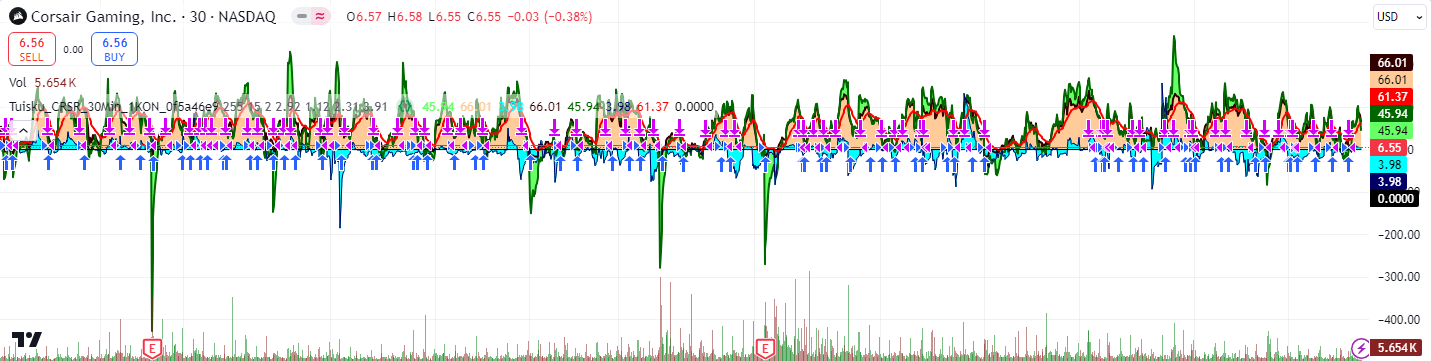 Corsair Gaming, Inc. · 30 · NASDAQ O6.57 H6.58 L6.55 C6.55 −0.03 (−0.38%)
USD
6.56
SELL
0.00
6.56
BUY
Vol 5.654K
45.94 66.01 3.98 66.01 45.94 3.98 61.37 0.0000
66.01
66.01
61.37
45.94
45.94
6.55
3.98
3.98
0.0000
−200.00
−300.00
−400.00
E
E
5.654K